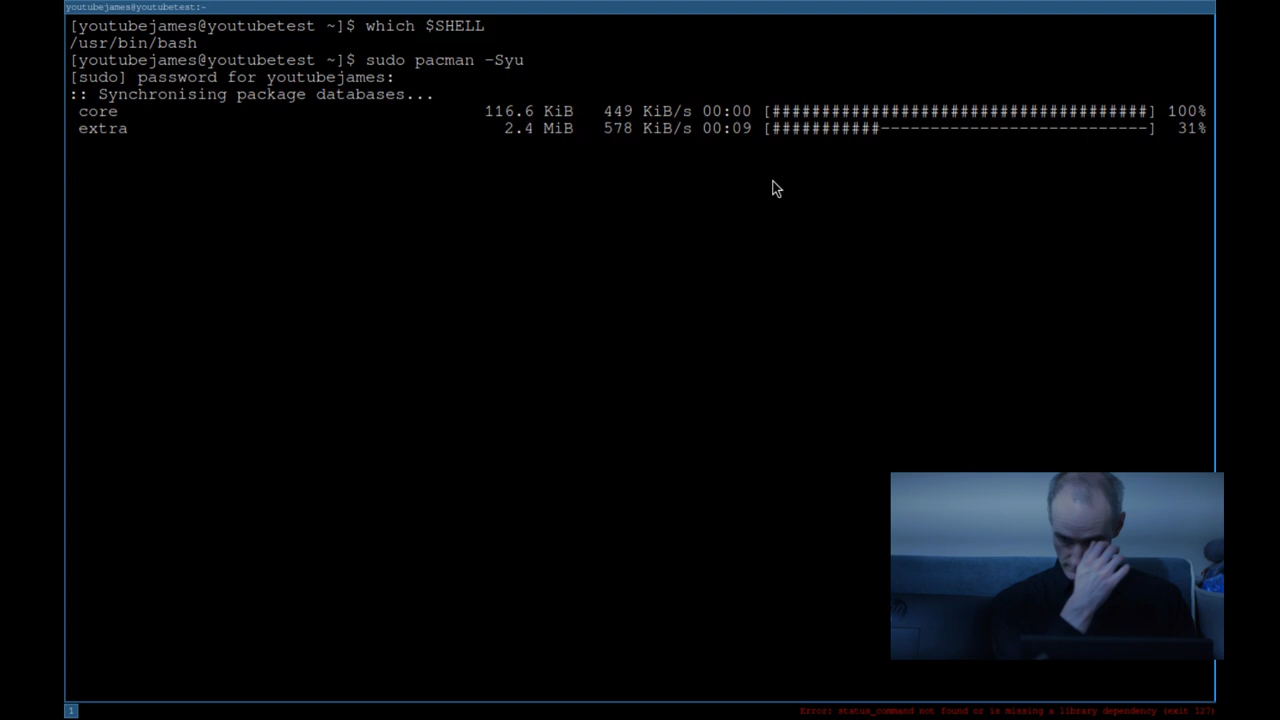 youtubejames@youtubetest:~
[youtubejames@youtubetest ~]$ which $SHELL
/usr/bin/bash
[youtubejames@youtubetest ~]$ sudo pacman -Syu
[sudo] password for youtubejames:
:: Synchronising package databases...
core 116.6 KiB 449 KiB/s 00:00 [######################################] 100%
extra 2.4 MiB 578 KiB/s 00:09 [###########---------------------------] 31%
1 Error: status_command not found or is missing a library dependency (exit 127)